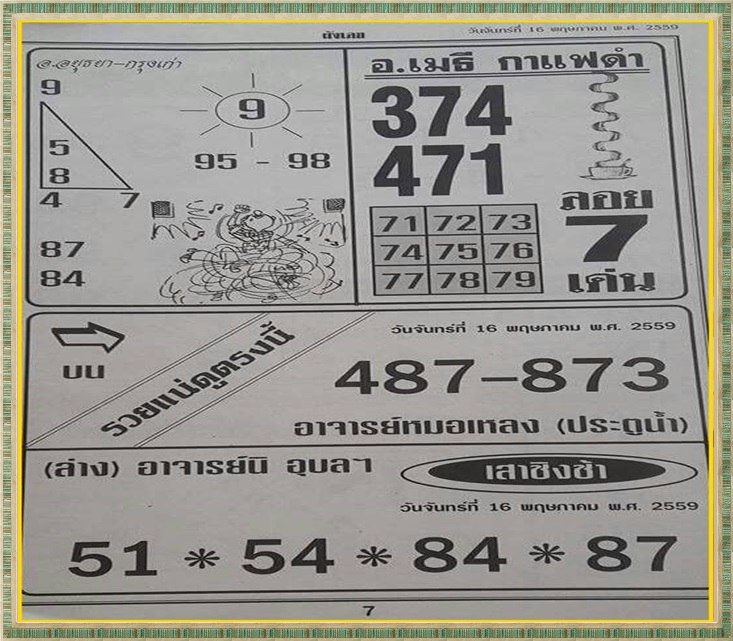 สังเคข
วันจันทร์ที่ 16 พฤษภาคม พ.ศ. 2559
อ.อยุธยา-กรุงเก่า
9
5
8
4 7
87
84
9
95 - 98
อ.เมธี กาแฟดำ
374
471
71 72 73
74 75 76
77 78 79
ลอย
7
เด่น
บน
รวยแน่ดูตรงนี้
วันจันทร์ที่ 16 พฤษภาคม พ.ศ. 2559
487-873
อาจารย์หมอเหลง (ประตูน้ำ)
(ล่าง) อาจารย์นิ อุบลฯ
เสาชิงช้า
วันจันทร์ที่ 16 พฤษภาคม พ.ศ. 2559
51 * 54 * 84 * 87
7